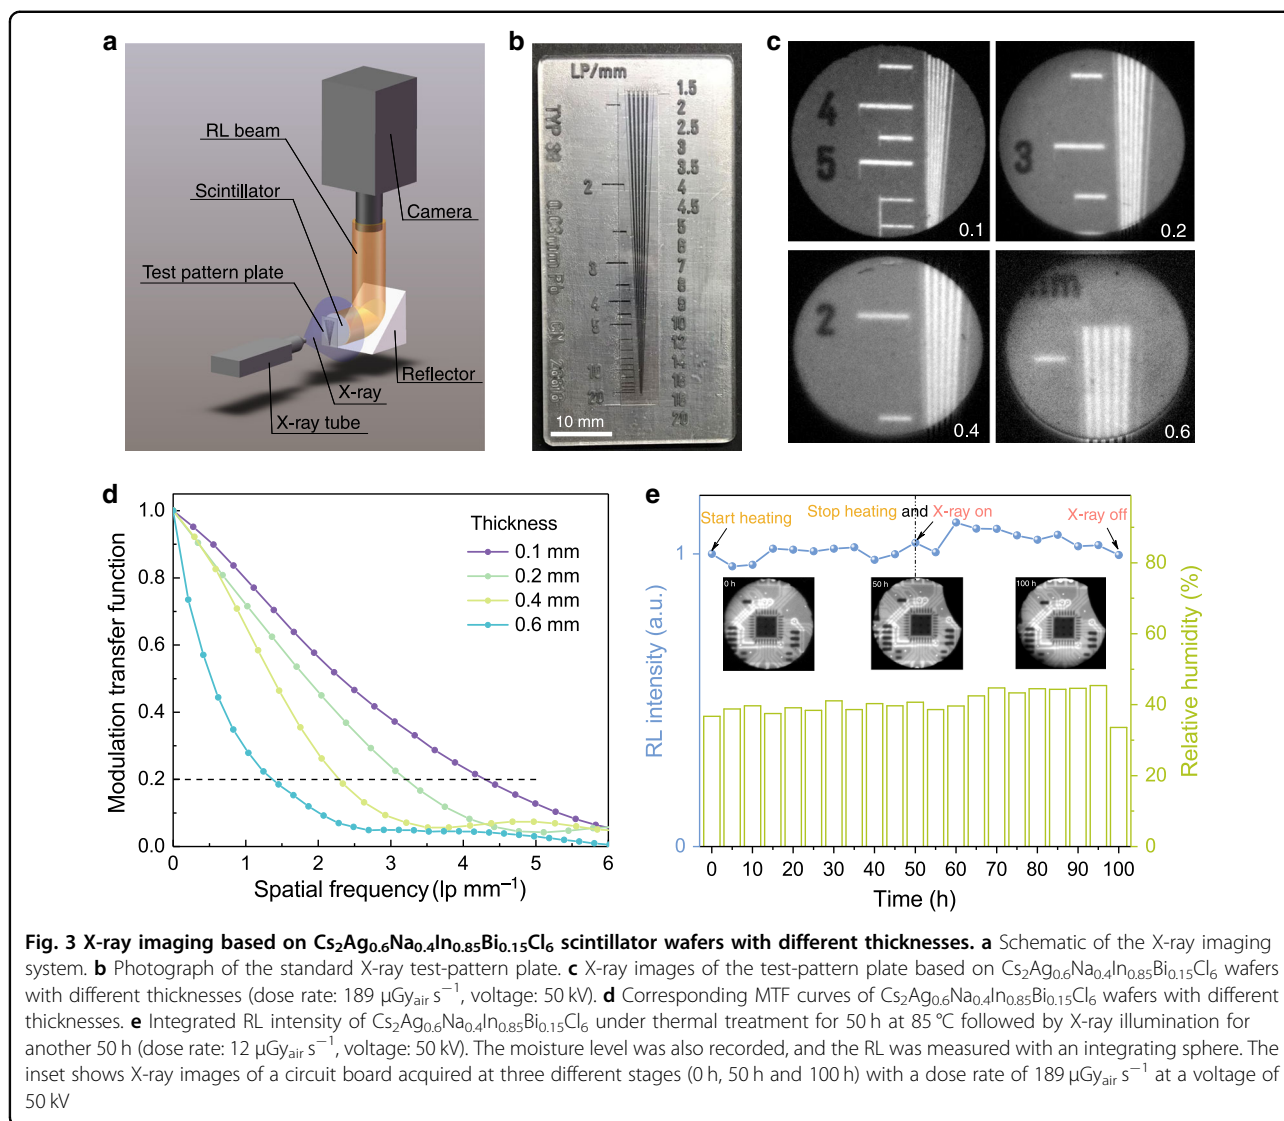 a
RL beam
Scintillator
Camera
Test pattern plate
Reflector
X-ray
X-ray tube
b
LP/mm
1.5
2
2.5
3
3.5
4
4.5
5
6
7
8
9
10
12
14
16
18
20
2
3
4
5
10
20
10 mm
c
4
5
0.1
3
0.2
2
0.4
mm
0.6
d
Modulation transfer function
1.0
0.8
0.6
0.4
0.2
0.0
Thickness
0.1 mm
0.2 mm
0.4 mm
0.6 mm
0 1 2 3 4 5 6
Spatial frequency (lp mm⁻¹)
e
RL intensity (a.u.)
1
0
Start heating
Stop heating and X-ray on
X-ray off
0 h
50 h
100 h
80
60
40
20
0
Relative humidity (%)
0 10 20 30 40 50 60 70 80 90 100
Time (h)
Fig. 3 X-ray imaging based on Cs₂Ag₀.₆Na₀.₄In₀.₈₅Bi₀.₁₅Cl₆ scintillator wafers with different thicknesses. a Schematic of the X-ray imaging
system. b Photograph of the standard X-ray test-pattern plate. c X-ray images of the test-pattern plate based on Cs₂Ag₀.₆Na₀.₄In₀.₈₅Bi₀.₁₅Cl₆ wafers
with different thicknesses (dose rate: 189 μGyair s⁻¹, voltage: 50 kV). d Corresponding MTF curves of Cs₂Ag₀.₆Na₀.₄In₀.₈₅Bi₀.₁₅Cl₆ wafers with different
thicknesses. e Integrated RL intensity of Cs₂Ag₀.₆Na₀.₄In₀.₈₅Bi₀.₁₅Cl₆ under thermal treatment for 50 h at 85 °C followed by X-ray illumination for
another 50 h (dose rate: 12 μGyair s⁻¹, voltage: 50 kV). The moisture level was also recorded, and the RL was measured with an integrating sphere. The
inset shows X-ray images of a circuit board acquired at three different stages (0 h, 50 h and 100 h) with a dose rate of 189 μGyair s⁻¹ at a voltage of
50 kV